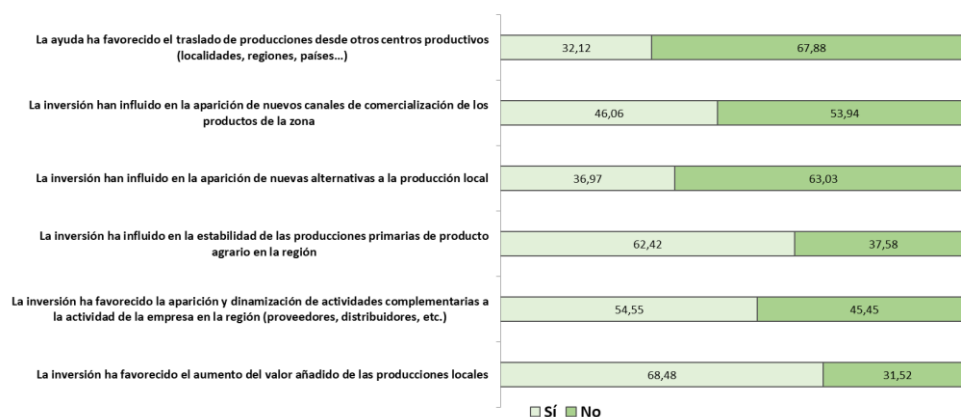 La ayuda ha favorecido el traslado de producciones desde otros centros productivos
(localidades, regiones, países…)
32,12
67,88
La inversión han influido en la aparición de nuevos canales de comercialización de los
productos de la zona
46,06
53,94
La inversión han influido en la aparición de nuevas alternativas a la producción local
36,97
63,03
La inversión ha influido en la estabilidad de las producciones primarias de producto
agrario en la región
62,42
37,58
La inversión ha favorecido la aparición y dinamización de actividades complementarias a
la actividad de la empresa en la región (proveedores, distribuidores, etc.)
54,55
45,45
La inversión ha favorecido el aumento del valor añadido de las producciones locales
68,48
31,52
Sí No